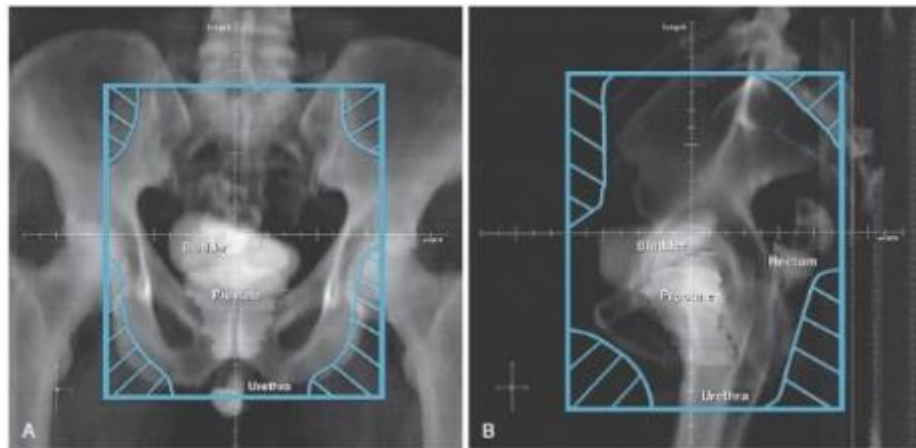 Bladder
Prostate
Urethra
A
Bladder
Rectum
Prostate
Urethra
B